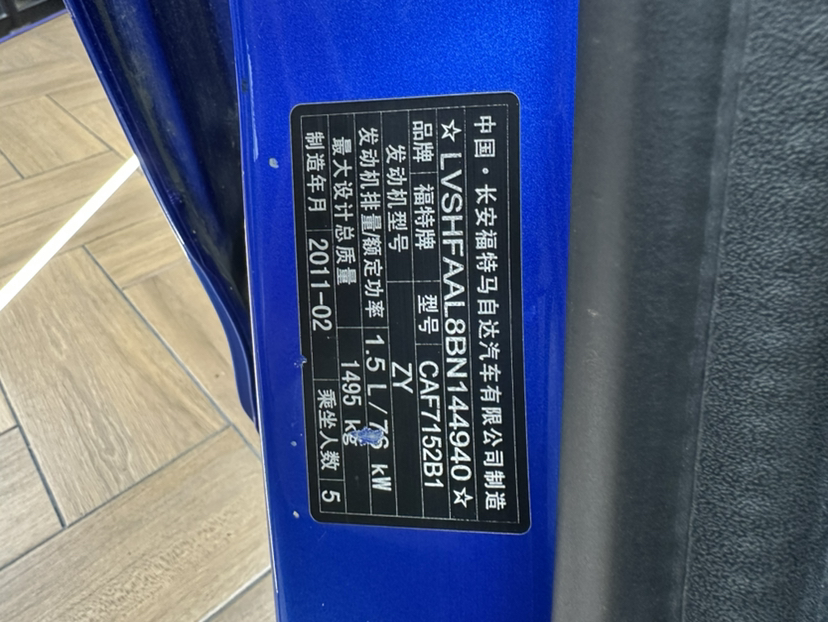 中国·长安福特马自达汽车有限公司制造
☆LVSHFAAL8BN144940☆
品牌 福特牌 型号 CAF7152B1
发动机型号 ZY
发动机排量/额定功率 1.5 L / 76 kW
最大设计总质量 1495 kg
制造年月 2011-02 乘坐人数 5